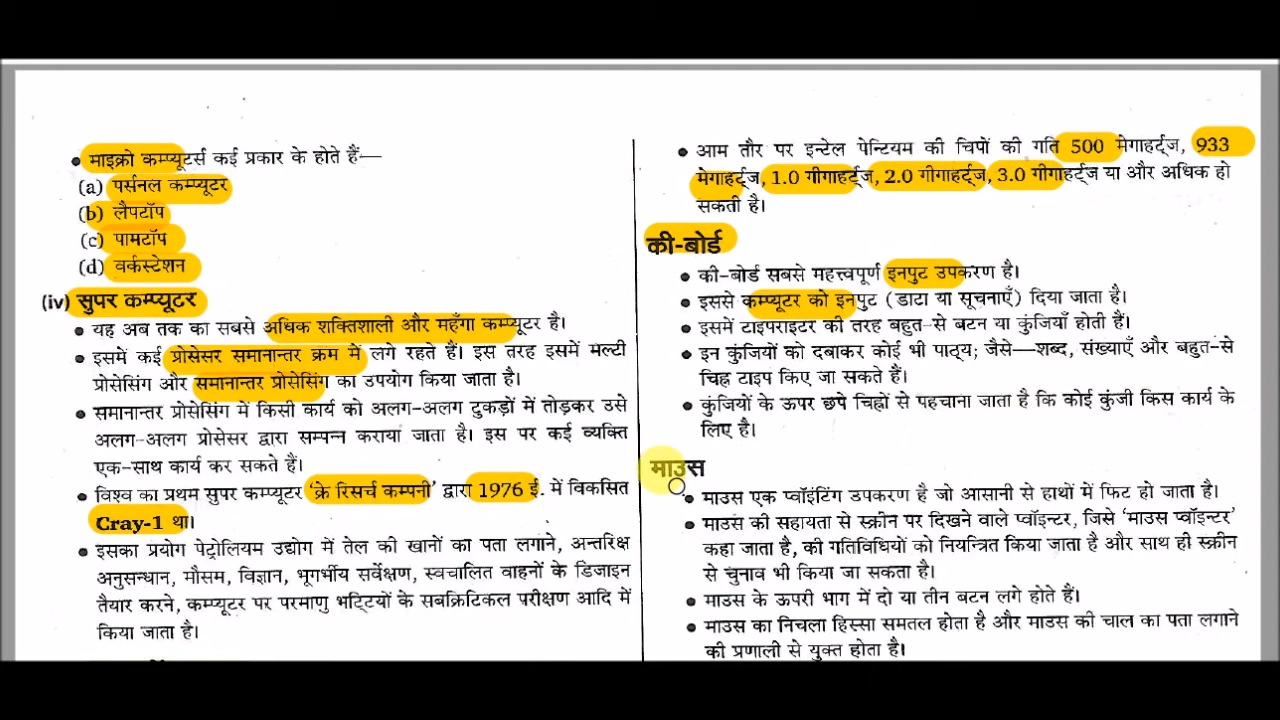 • माइक्रो कम्प्यूटर्स कई प्रकार के होते हैं—
(a) पर्सनल कम्प्यूटर
(b) लैपटॉप
(c) पामटॉप
(d) वर्कस्टेशन
(iv) सुपर कम्प्यूटर
• यह अब तक का सबसे अधिक शक्तिशाली और महँगा कम्प्यूटर है।
• इसमें कई प्रोसेसर समानान्तर क्रम में लगे रहते हैं। इस तरह इसमें मल्टी
प्रोसेसिंग और समानान्तर प्रोसेसिंग का उपयोग किया जाता है।
• समानान्तर प्रोसेसिंग में किसी कार्य को अलग-अलग टुकड़ों में तोड़कर उसे
अलग-अलग प्रोसेसर द्वारा सम्पन्न कराया जाता है। इस पर कई व्यक्ति
एक-साथ कार्य कर सकते हैं।
• विश्व का प्रथम सुपर कम्प्यूटर 'क्रे रिसर्च कम्पनी' द्वारा 1976 ई. में विकसित
Cray-1 था।
• इसका प्रयोग पेट्रोलियम उद्योग में तेल की खानों का पता लगाने, अन्तरिक्ष
अनुसन्धान, मौसम, विज्ञान, भूगर्भीय सर्वेक्षण, स्वचालित वाहनों के डिजाइन
तैयार करने, कम्प्यूटर पर परमाणु भट्टियों के सबक्रिटिकल परीक्षण आदि में
किया जाता है।
• आम तौर पर इन्टेल पेन्टियम की चिपों की गति 500 मेगाहर्ट्ज, 933
मेगाहर्ट्ज, 1.0 गीगाहर्ट्ज, 2.0 गीगाहर्ट्ज, 3.0 गीगाहर्ट्ज या और अधिक हो
सकती है।
की-बोर्ड
• की-बोर्ड सबसे महत्त्वपूर्ण इनपुट उपकरण है।
• इससे कम्प्यूटर को इनपुट (डाटा या सूचनाएँ) दिया जाता है।
• इसमें टाइपराइटर की तरह बहुत-से बटन या कुंजियाँ होती हैं।
• इन कुंजियों को दबाकर कोई भी पाठ्य; जैसे—शब्द, संख्याएँ और बहुत-से
चिह्न टाइप किए जा सकते हैं।
• कुंजियों के ऊपर छपे चिह्नों से पहचाना जाता है कि कोई कुंजी किस कार्य के
लिए है।
माउस
• माउस एक प्वॉइंटिंग उपकरण है जो आसानी से हाथों में फिट हो जाता है।
• माउस की सहायता से स्क्रीन पर दिखने वाले प्वॉइन्टर, जिसे 'माउस प्वॉइन्टर'
कहा जाता है, की गतिविधियों को नियन्त्रित किया जाता है और साथ ही स्क्रीन
से चुनाव भी किया जा सकता है।
• माउस के ऊपरी भाग में दो या तीन बटन लगे होते हैं।
• माउस का निचला हिस्सा समतल होता है और माउस की चाल का पता लगाने
की प्रणाली से युक्त होता है।